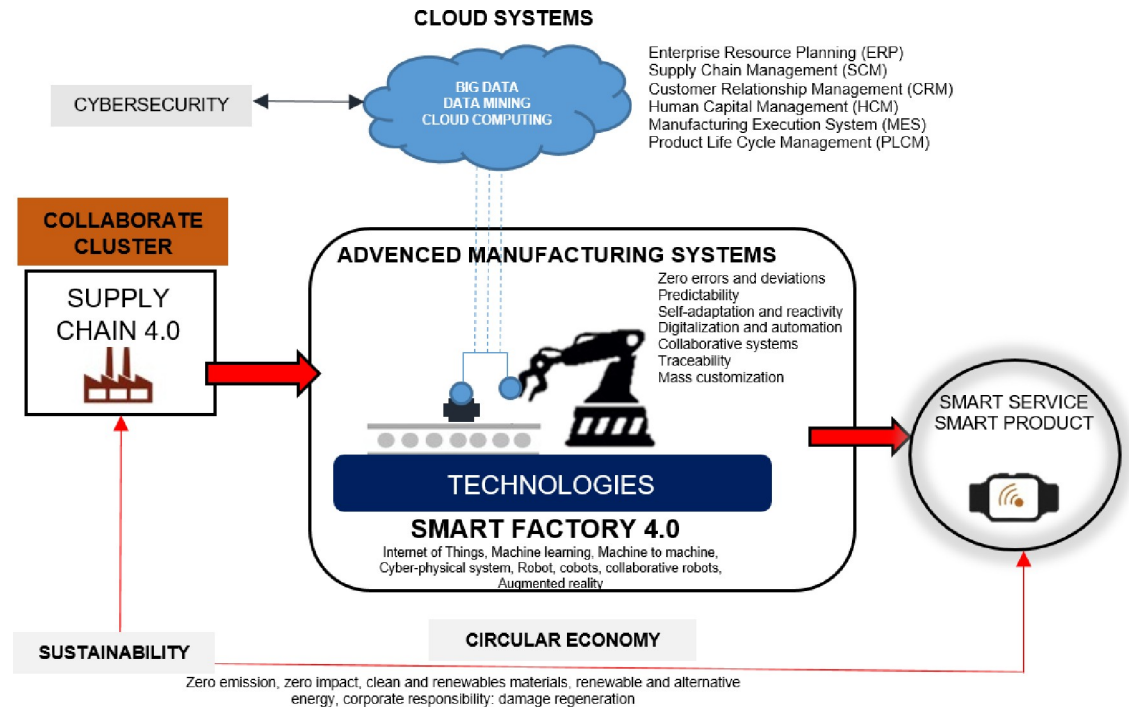 CLOUD SYSTEMS
BIG DATA
DATA MINING
CLOUD COMPUTING
Enterprise Resource Planning (ERP)
Supply Chain Management (SCM)
Customer Relationship Management (CRM)
Human Capital Management (HCM)
Manufacturing Execution System (MES)
Product Life Cycle Management (PLCM)
CYBERSECURITY
COLLABORATE
CLUSTER
SUPPLY
CHAIN 4.0
ADVANCED MANUFACTURING SYSTEMS
Zero errors and deviations
Predictability
Self-adaptation and reactivity
Digitalization and automation
Collaborative systems
Traceability
Mass customization
TECHNOLOGIES
SMART FACTORY 4.0
Internet of Things, Machine learning, Machine to machine,
Cyber-physical system, Robot, cobots, collaborative robots,
Augmented reality
SMART SERVICE
SMART PRODUCT
SUSTAINABILITY
CIRCULAR ECONOMY
Zero emission, zero impact, clean and renewables materials, renewable and alternative
energy, corporate responsibility: damage regeneration